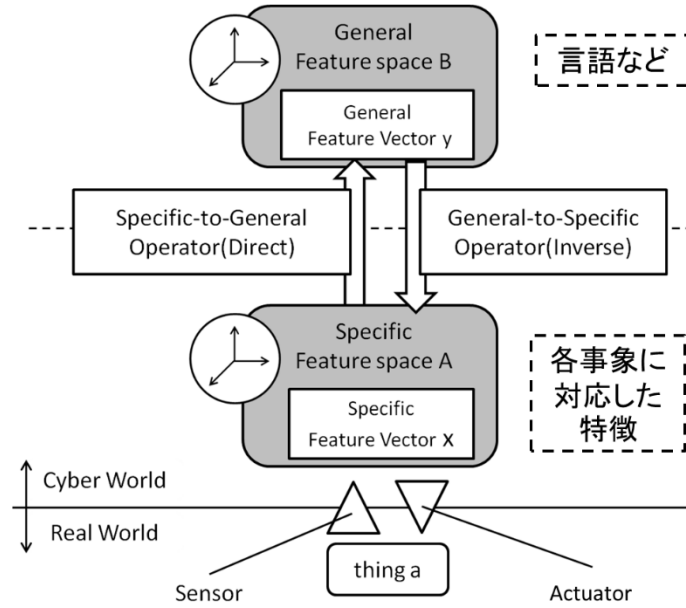 General
Feature space B
言語など
General
Feature Vector y
Specific-to-General
Operator(Direct)
General-to-Specific
Operator(Inverse)
Specific
Feature space A
各事象に
対応した
特徴
Specific
Feature Vector x
Cyber World
Real World
thing a
Sensor
Actuator